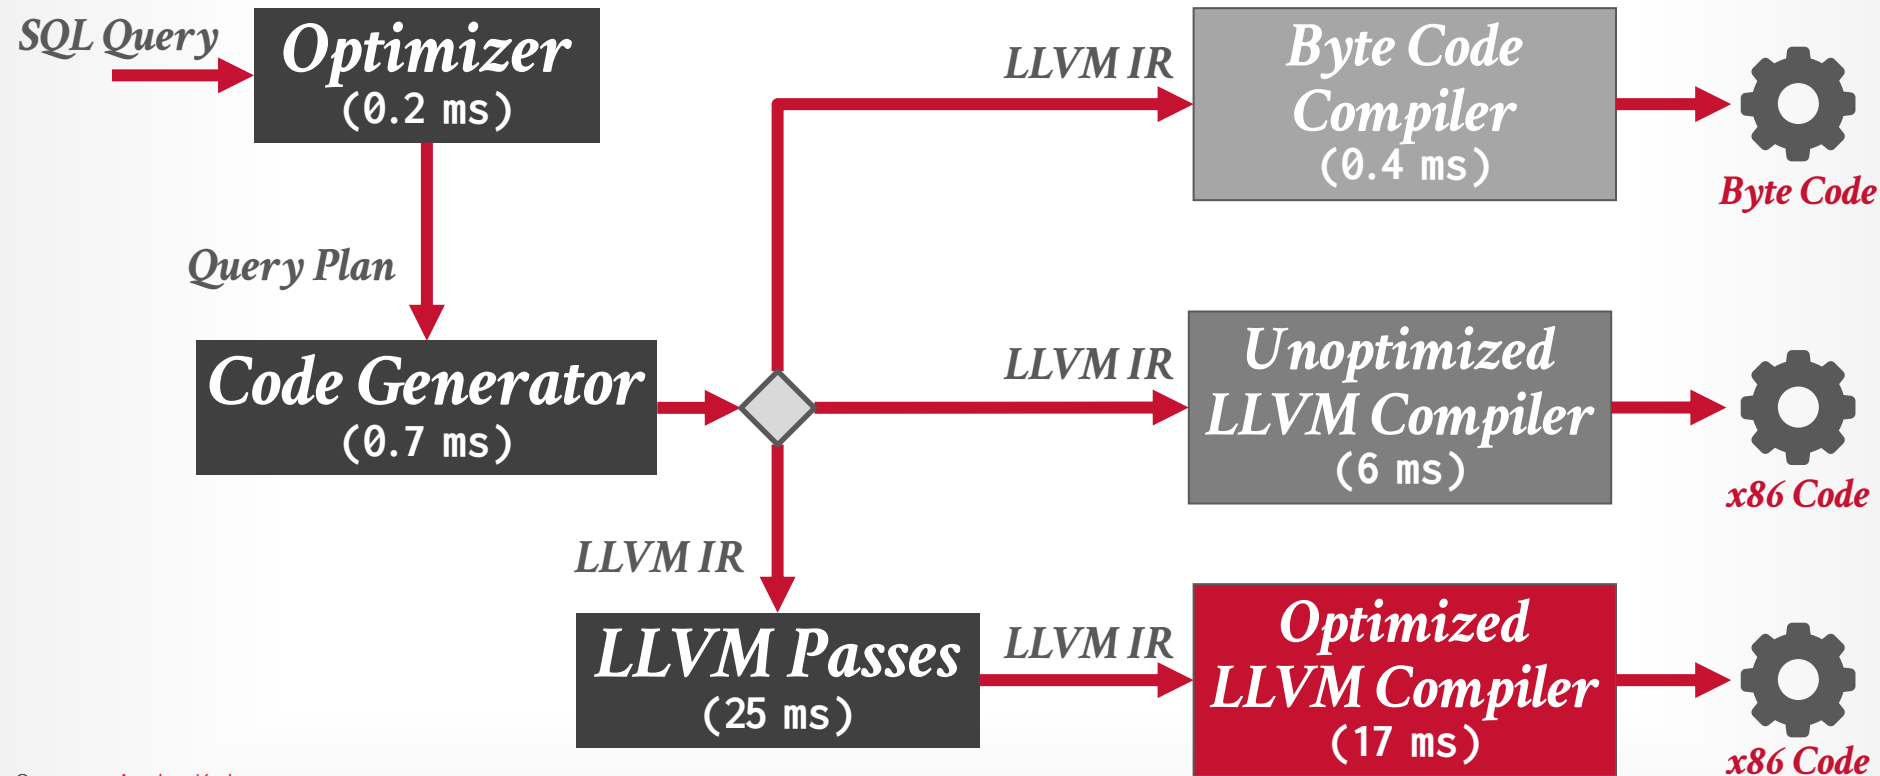 SQL Query
Optimizer
(0.2 ms)
Query Plan
Code Generator
(0.7 ms)
LLVM IR
Byte Code
Compiler
(0.4 ms)
Byte Code
LLVM IR
Unoptimized
LLVM Compiler
(6 ms)
x86 Code
LLVM IR
LLVM Passes
(25 ms)
LLVM IR
Optimized
LLVM Compiler
(17 ms)
x86 Code